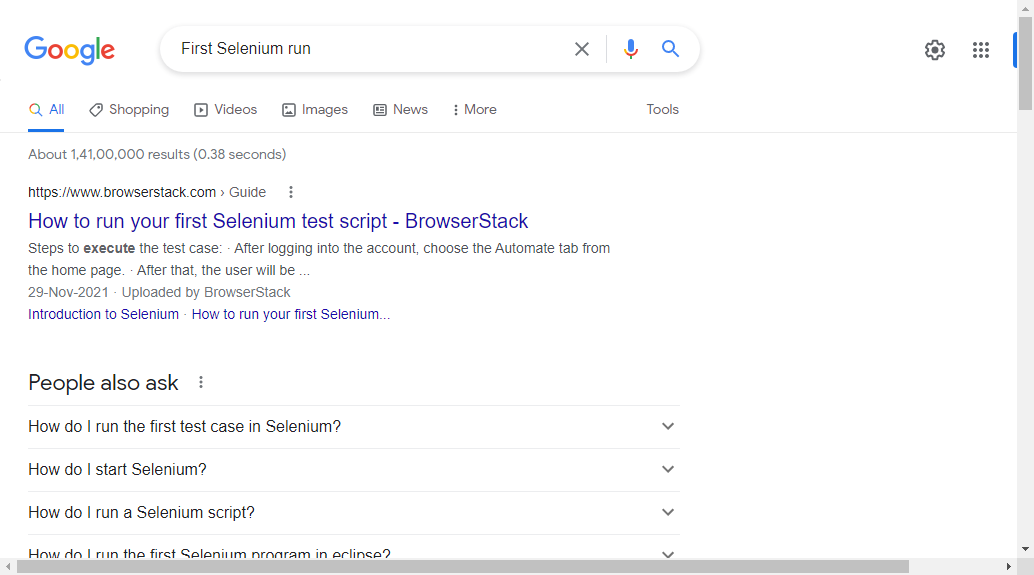 Google
First Selenium run
All Shopping Videos Images News More Tools
About 1,41,00,000 results (0.38 seconds)
https://www.browserstack.com › Guide
How to run your first Selenium test script - BrowserStack
Steps to execute the test case: · After logging into the account, choose the Automate tab from
the home page. · After that, the user will be ...
29-Nov-2021 · Uploaded by BrowserStack
Introduction to Selenium · How to run your first Selenium...
People also ask
How do I run the first test case in Selenium?
How do I start Selenium?
How do I run a Selenium script?
How do I run the first Selenium program in eclipse?